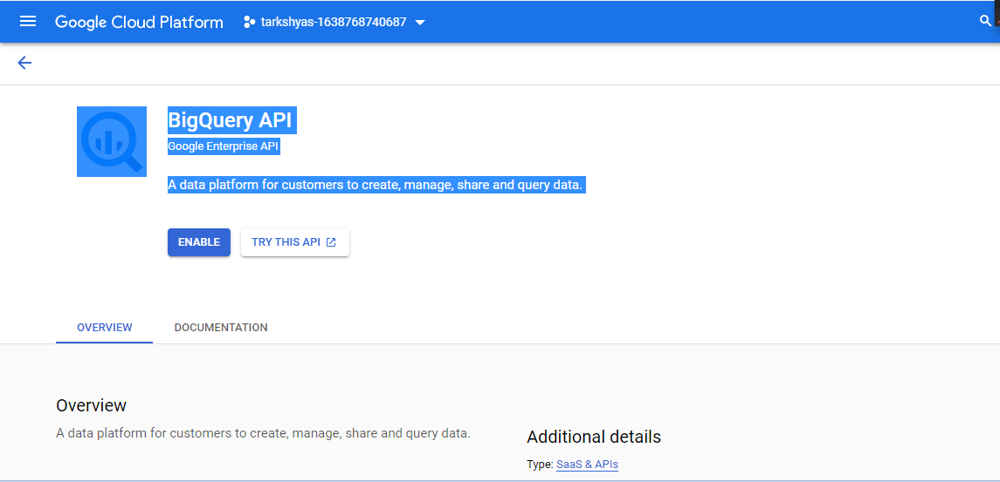 Google Cloud Platform
tarkshyas-1638768740687
BigQuery API
Google Enterprise API
A data platform for customers to create, manage, share and query data.
ENABLE
TRY THIS API
OVERVIEW
DOCUMENTATION
Overview
A data platform for customers to create, manage, share and query data.
Additional details
Type: SaaS & APIs